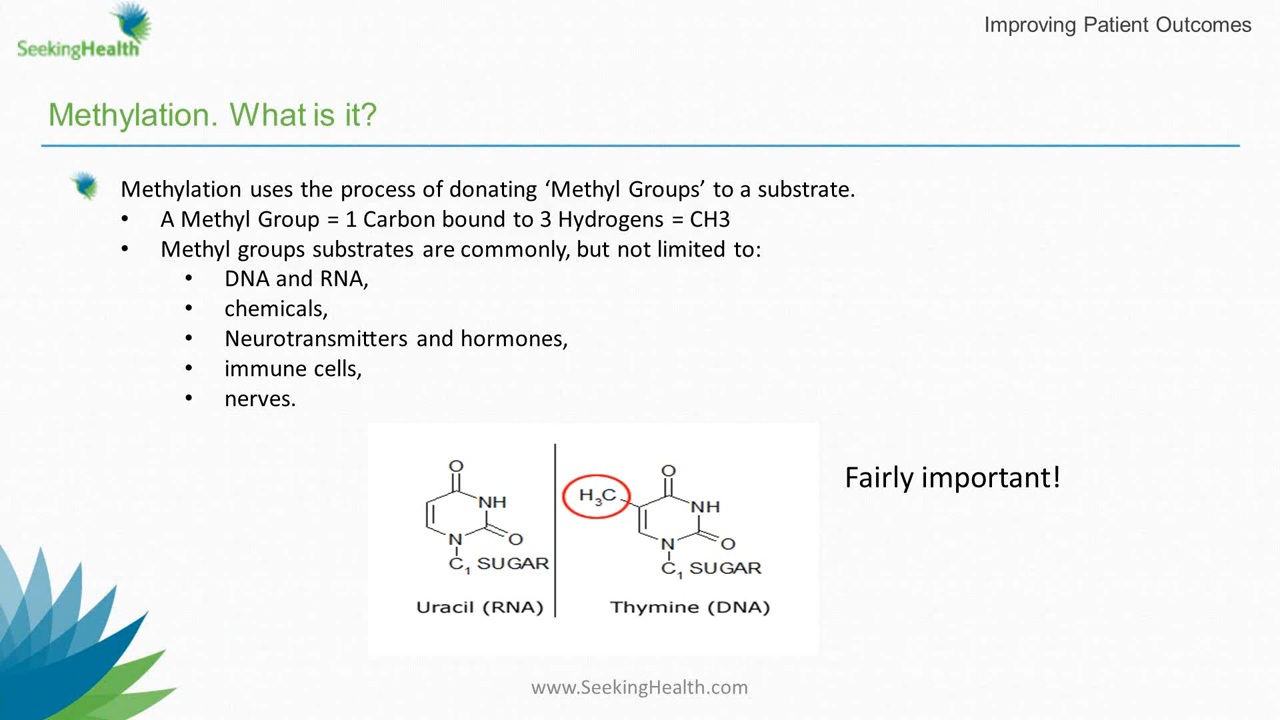 SeekingHealth
Improving Patient Outcomes
Methylation. What is it?
Methylation uses the process of donating ‘Methyl Groups’ to a substrate.
• A Methyl Group = 1 Carbon bound to 3 Hydrogens = CH3
• Methyl groups substrates are commonly, but not limited to:
• DNA and RNA,
• chemicals,
• Neurotransmitters and hormones,
• immune cells,
• nerves.
O
NH
N
O
C₁ SUGAR
Uracil (RNA)
H₃C
O
NH
N
O
C₁ SUGAR
Thymine (DNA)
Fairly important!
www.SeekingHealth.com